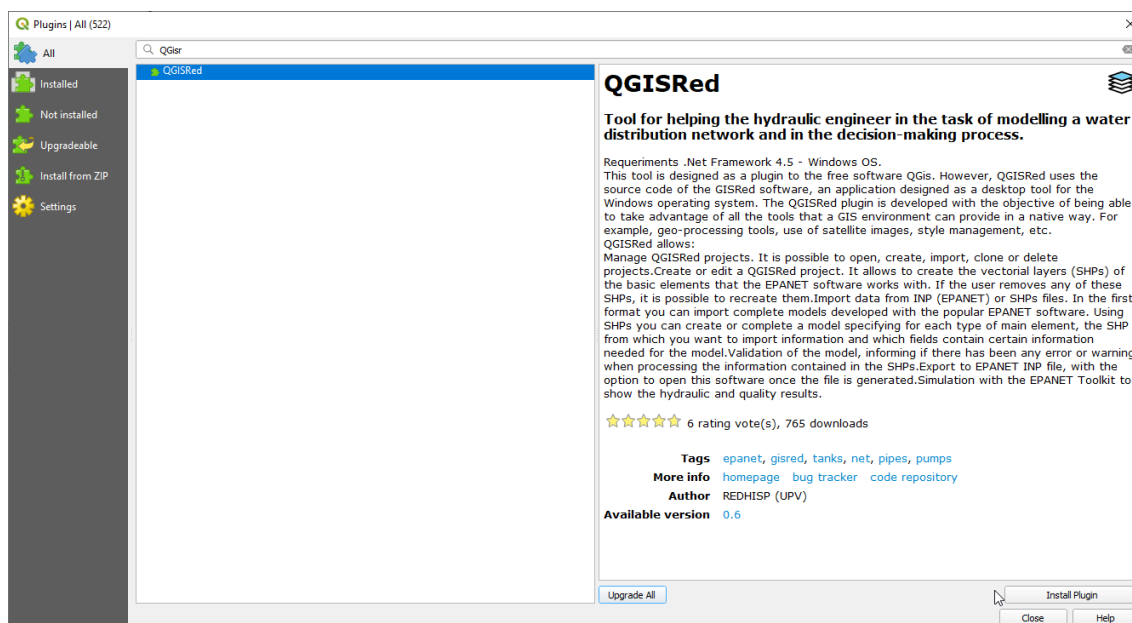 Plugins | All (522)
All
Installed
Not installed
Upgradeable
Install from ZIP
Settings
QGisr
QGISRed
QGISRed
Tool for helping the hydraulic engineer in the task of modelling a water
distribution network and in the decision-making process.
Requeriments .Net Framework 4.5 - Windows OS.
This tool is designed as a plugin to the free software QGis. However, QGISRed uses the
source code of the GISRed software, an application designed as a desktop tool for the
Windows operating system. The QGISRed plugin is developed with the objective of being able
to take advantage of all the tools that a GIS environment can provide in a native way. For
example, geo-processing tools, use of satellite images, style management, etc.
QGISRed allows:
Manage QGISRed projects. It is possible to open, create, import, clone or delete
projects.Create or edit a QGISRed project. It allows to create the vectorial layers (SHPs) of
the basic elements that the EPANET software works with. If the user removes any of these
SHPs, it is possible to recreate them.Import data from INP (EPANET) or SHPs files. In the first
format you can import complete models developed with the popular EPANET software. Using
SHPs you can create or complete a model specifying for each type of main element, the SHP
from which you want to import information and which fields contain certain information
needed for the model.Validation of the model, informing if there has been any error or warning
when processing the information contained in the SHPs.Export to EPANET INP file, with the
option to open this software once the file is generated.Simulation with the EPANET Toolkit to
show the hydraulic and quality results.
6 rating vote(s), 765 downloads
Tags epanet, gisred, tanks, net, pipes, pumps
More info homepage bug tracker code repository
Author REDHISP (UPV)
Available version 0.6
Upgrade All
Install Plugin
Close
Help